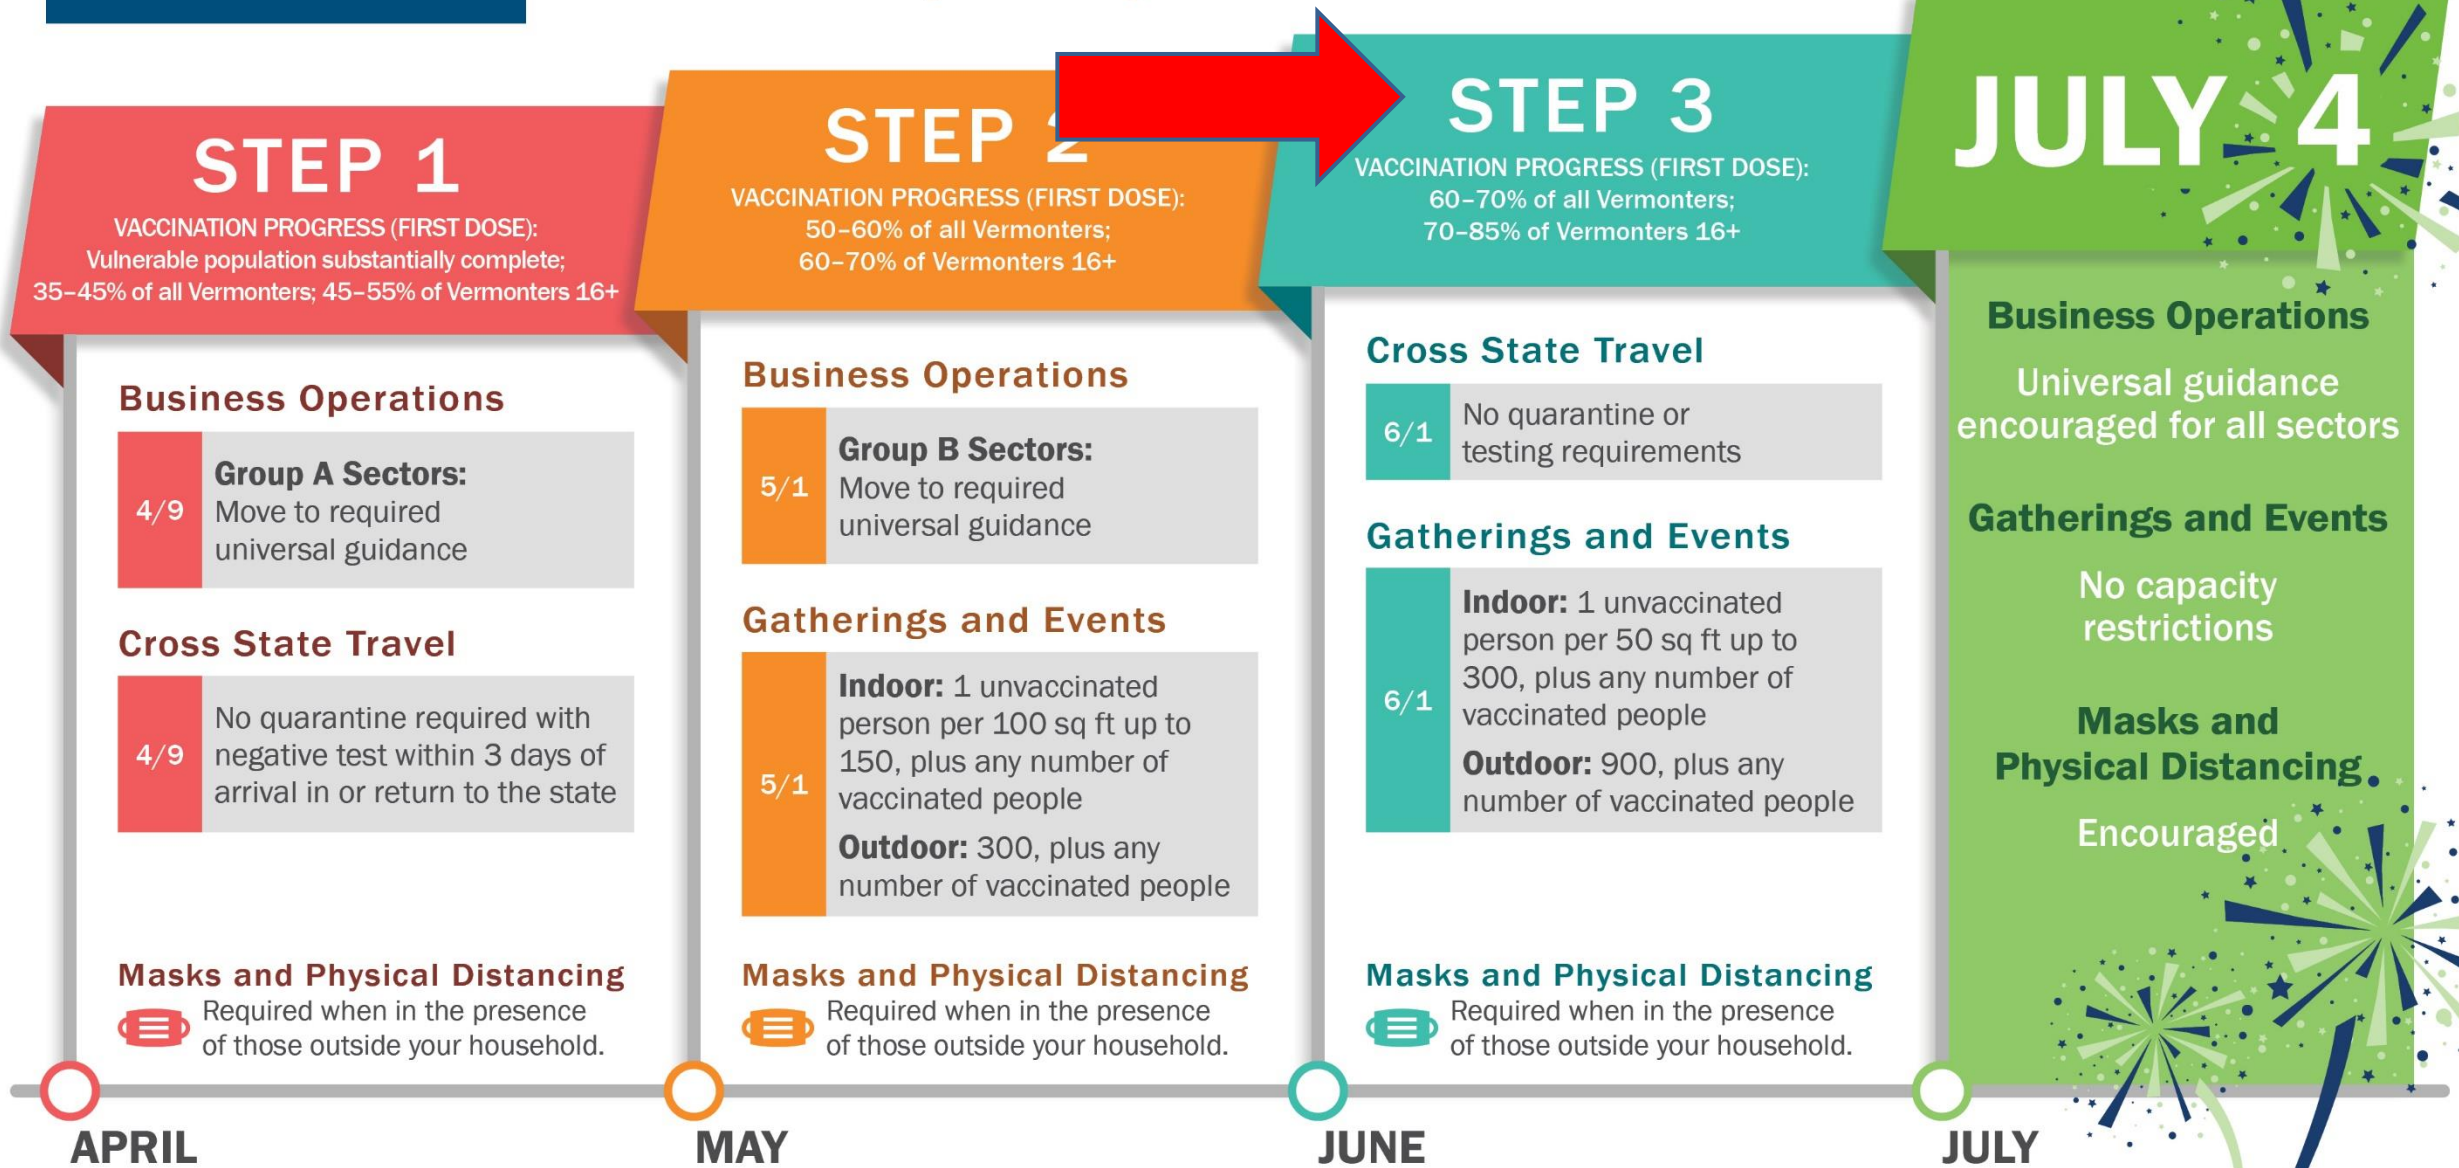 STEP 1
VACCINATION PROGRESS (FIRST DOSE):
Vulnerable population substantially complete;
35–45% of all Vermonters; 45–55% of Vermonters 16+
Business Operations
4/9
Group A Sectors:
Move to required
universal guidance
Cross State Travel
4/9
No quarantine required with
negative test within 3 days of
arrival in or return to the state
Masks and Physical Distancing
Required when in the presence
of those outside your household.
APRIL
STEP 2
VACCINATION PROGRESS (FIRST DOSE):
50–60% of all Vermonters;
60–70% of Vermonters 16+
Business Operations
5/1
Group B Sectors:
Move to required
universal guidance
Gatherings and Events
5/1
Indoor: 1 unvaccinated
person per 100 sq ft up to
150, plus any number of
vaccinated people
Outdoor: 300, plus any
number of vaccinated people
Masks and Physical Distancing
Required when in the presence
of those outside your household.
MAY
STEP 3
VACCINATION PROGRESS (FIRST DOSE):
60–70% of all Vermonters;
70–85% of Vermonters 16+
Cross State Travel
6/1
No quarantine or
testing requirements
Gatherings and Events
6/1
Indoor: 1 unvaccinated
person per 50 sq ft up to
300, plus any number of
vaccinated people
Outdoor: 900, plus any
number of vaccinated people
Masks and Physical Distancing
Required when in the presence
of those outside your household.
JUNE
JULY 4
Business Operations
Universal guidance
encouraged for all sectors
Gatherings and Events
No capacity
restrictions
Masks and
Physical Distancing
Encouraged
JULY